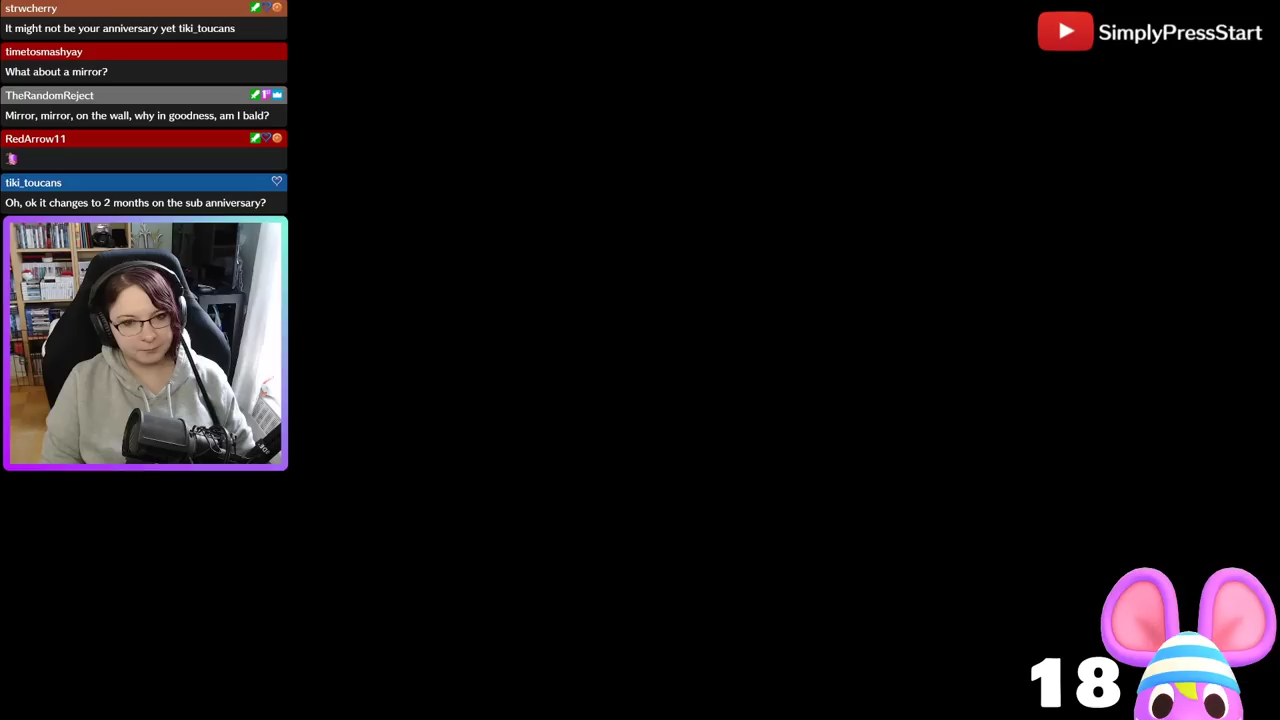 strwcherry
It might not be your anniversary yet tiki_toucans
timetosmashyay
What about a mirror?
TheRandomReject
Mirror, mirror, on the wall, why in goodness, am I bald?
RedArrow11
tiki_toucans
Oh, ok it changes to 2 months on the sub anniversary?
SimplyPressStart
18